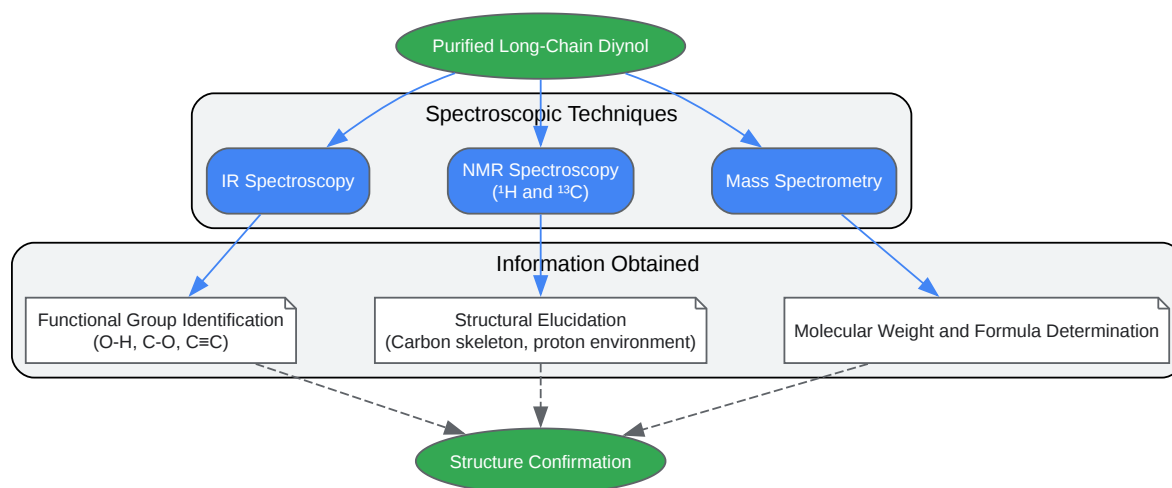 Purified Long-Chain Diynol
Spectroscopic Techniques
IR Spectroscopy
NMR Spectroscopy
(¹H and ¹³C)
Mass Spectrometry
Information Obtained
Functional Group Identification
(O-H, C-O, C≡C)
Structural Elucidation
(Carbon skeleton, proton environment)
Molecular Weight and Formula Determination
Structure Confirmation